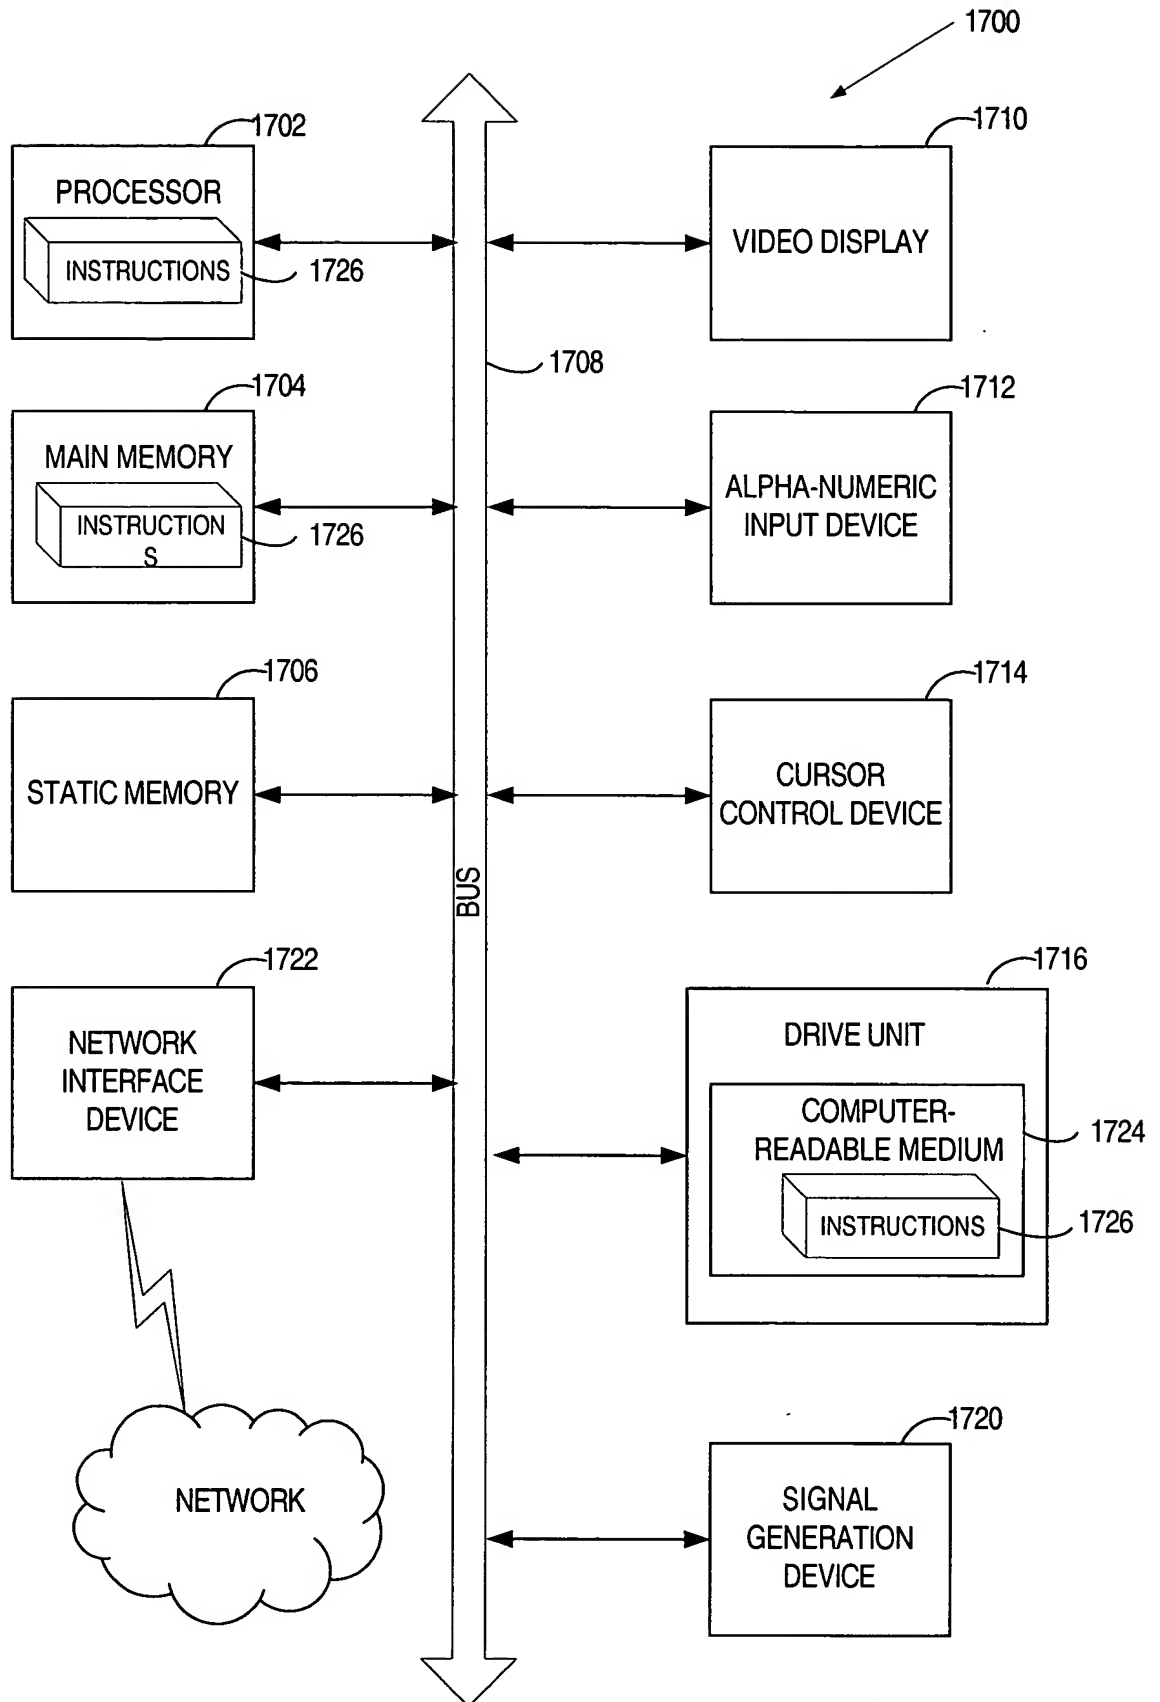 1700
1702
PROCESSOR
INSTRUCTIONS
1726
1704
MAIN MEMORY
INSTRUCTION
S
1726
1706
STATIC MEMORY
1722
NETWORK
INTERFACE
DEVICE
NETWORK
1708
BUS
1710
VIDEO DISPLAY
1712
ALPHA-NUMERIC
INPUT DEVICE
1714
CURSOR
CONTROL DEVICE
1716
DRIVE UNIT
COMPUTER-
READABLE MEDIUM
1724
INSTRUCTIONS
1726
1720
SIGNAL
GENERATION
DEVICE